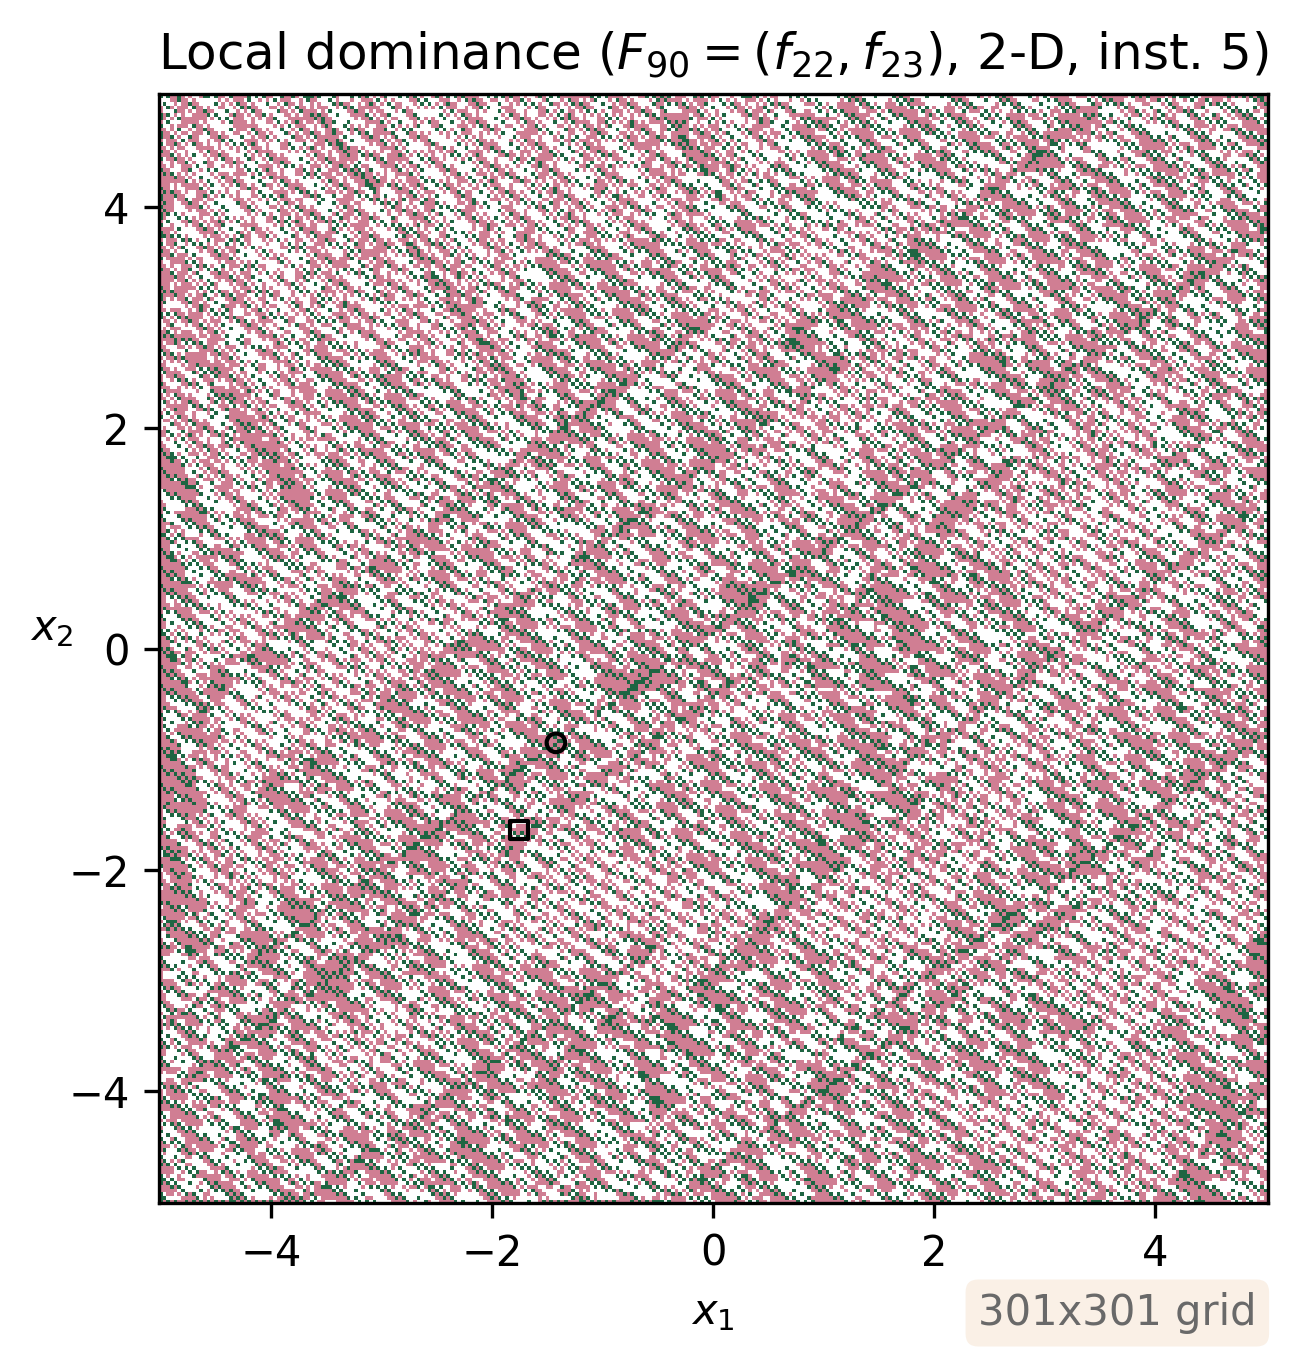 Local dominance (F₉₀ = (f₂₂, f₂₃), 2-D, inst. 5)
4
2
x₂ 0
−2
−4
−4 −2 0 2 4
x₁
301x301 grid